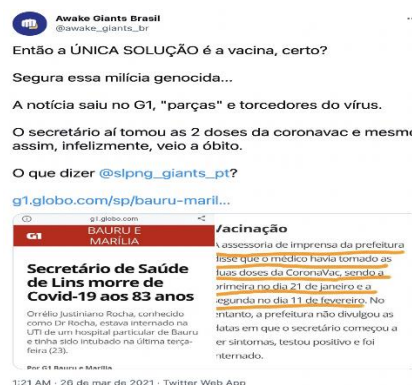 Awake Giants Brasil
@awake_giants_br
Então a ÚNICA SOLUÇÃO é a vacina, certo?
Segura essa milícia genocida...
A notícia saiu no G1, "parças" e torcedores do vírus.
O secretário aí tomou as 2 doses da coronavac e mesmo
assim, infelizmente, veio a óbito.
O que dizer @slpng_giants_pt?
g1.globo.com/sp/bauru-maril...
g1.globo.com
G1
BAURU E
MARÍLIA
Secretário de Saúde
de Lins morre de
Covid-19 aos 83 anos
Orrélio Justiniano Rocha, conhecido
como Dr Rocha, estava internado na
UTI de um hospital particular de Bauru
e tinha sido intubado na última terça-
feira (23).
Por G1 Bauru e Marília
Vacinação
A assessoria de imprensa da prefeitura
disse que o médico havia tomado as
duas doses da CoronaVac, sendo a
primeira no dia 21 de janeiro e a
segunda no dia 11 de fevereiro. No
entanto, a prefeitura não divulgou as
datas em que o secretário começou a
ter sintomas, testou positivo e foi
internado.
1:21 AM · 26 de mar de 2021 · Twitter Web App